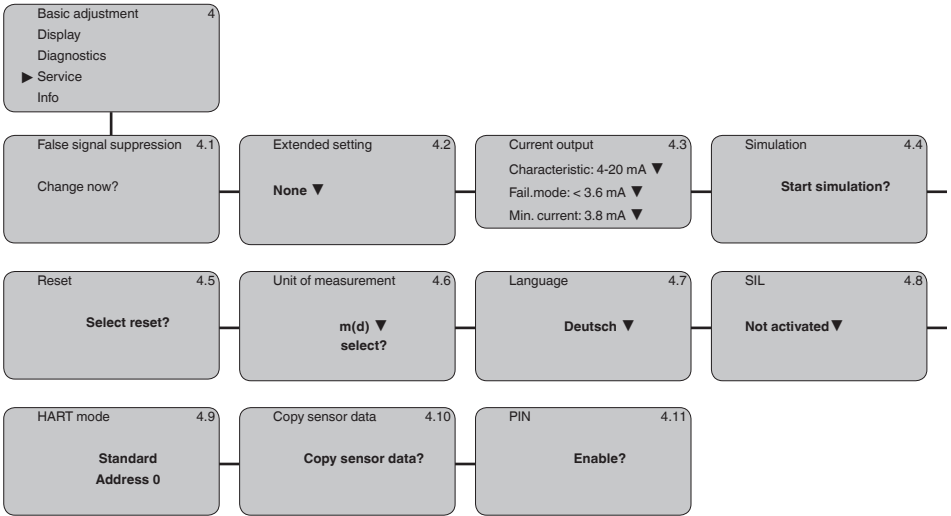 Basic adjustment 4
Display
Diagnostics
▶ Service
Info
False signal suppression 4.1
Change now?
Extended setting 4.2
None ▼
Current output 4.3
Characteristic: 4-20 mA ▼
Fail.mode: < 3.6 mA ▼
Min. current: 3.8 mA ▼
Simulation 4.4
Start simulation?
Reset 4.5
Select reset?
Unit of measurement 4.6
m(d) ▼
select?
Language 4.7
Deutsch ▼
SIL 4.8
Not activated ▼
HART mode 4.9
Standard
Address 0
Copy sensor data 4.10
Copy sensor data?
PIN 4.11
Enable?